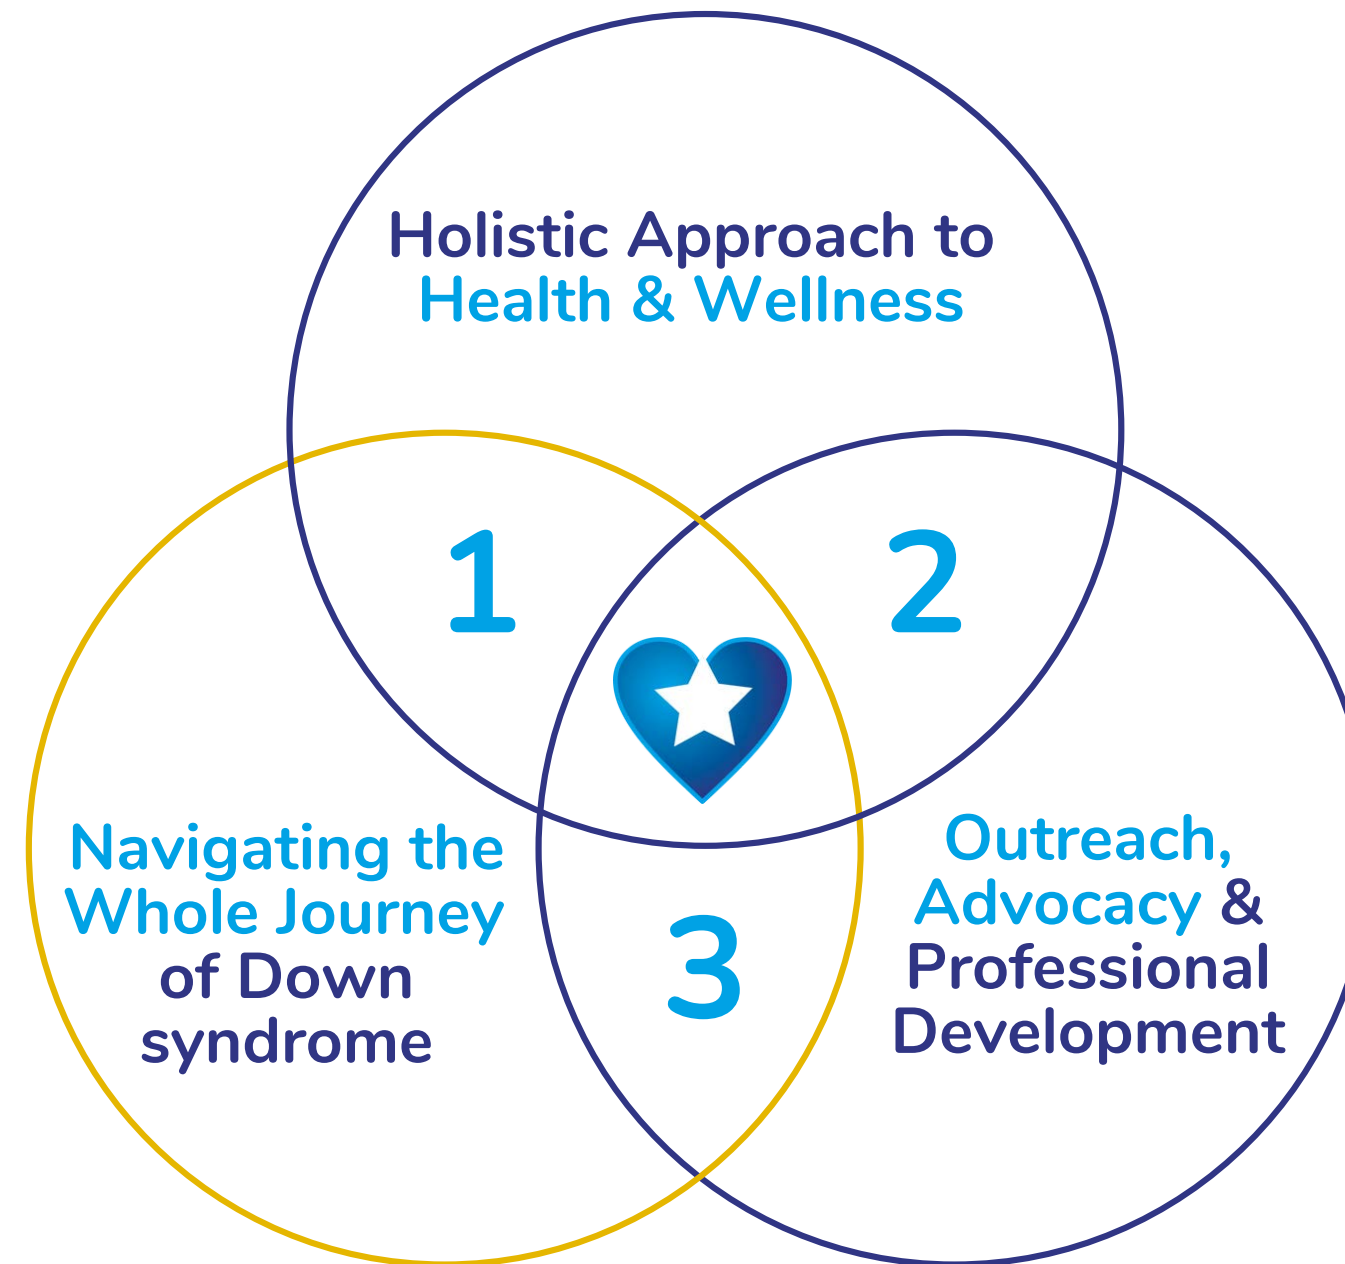 Holistic Approach to
Health & Wellness
1
2
Navigating the
Whole Journey
of Down
syndrome
3
Outreach,
Advocacy &
Professional
Development